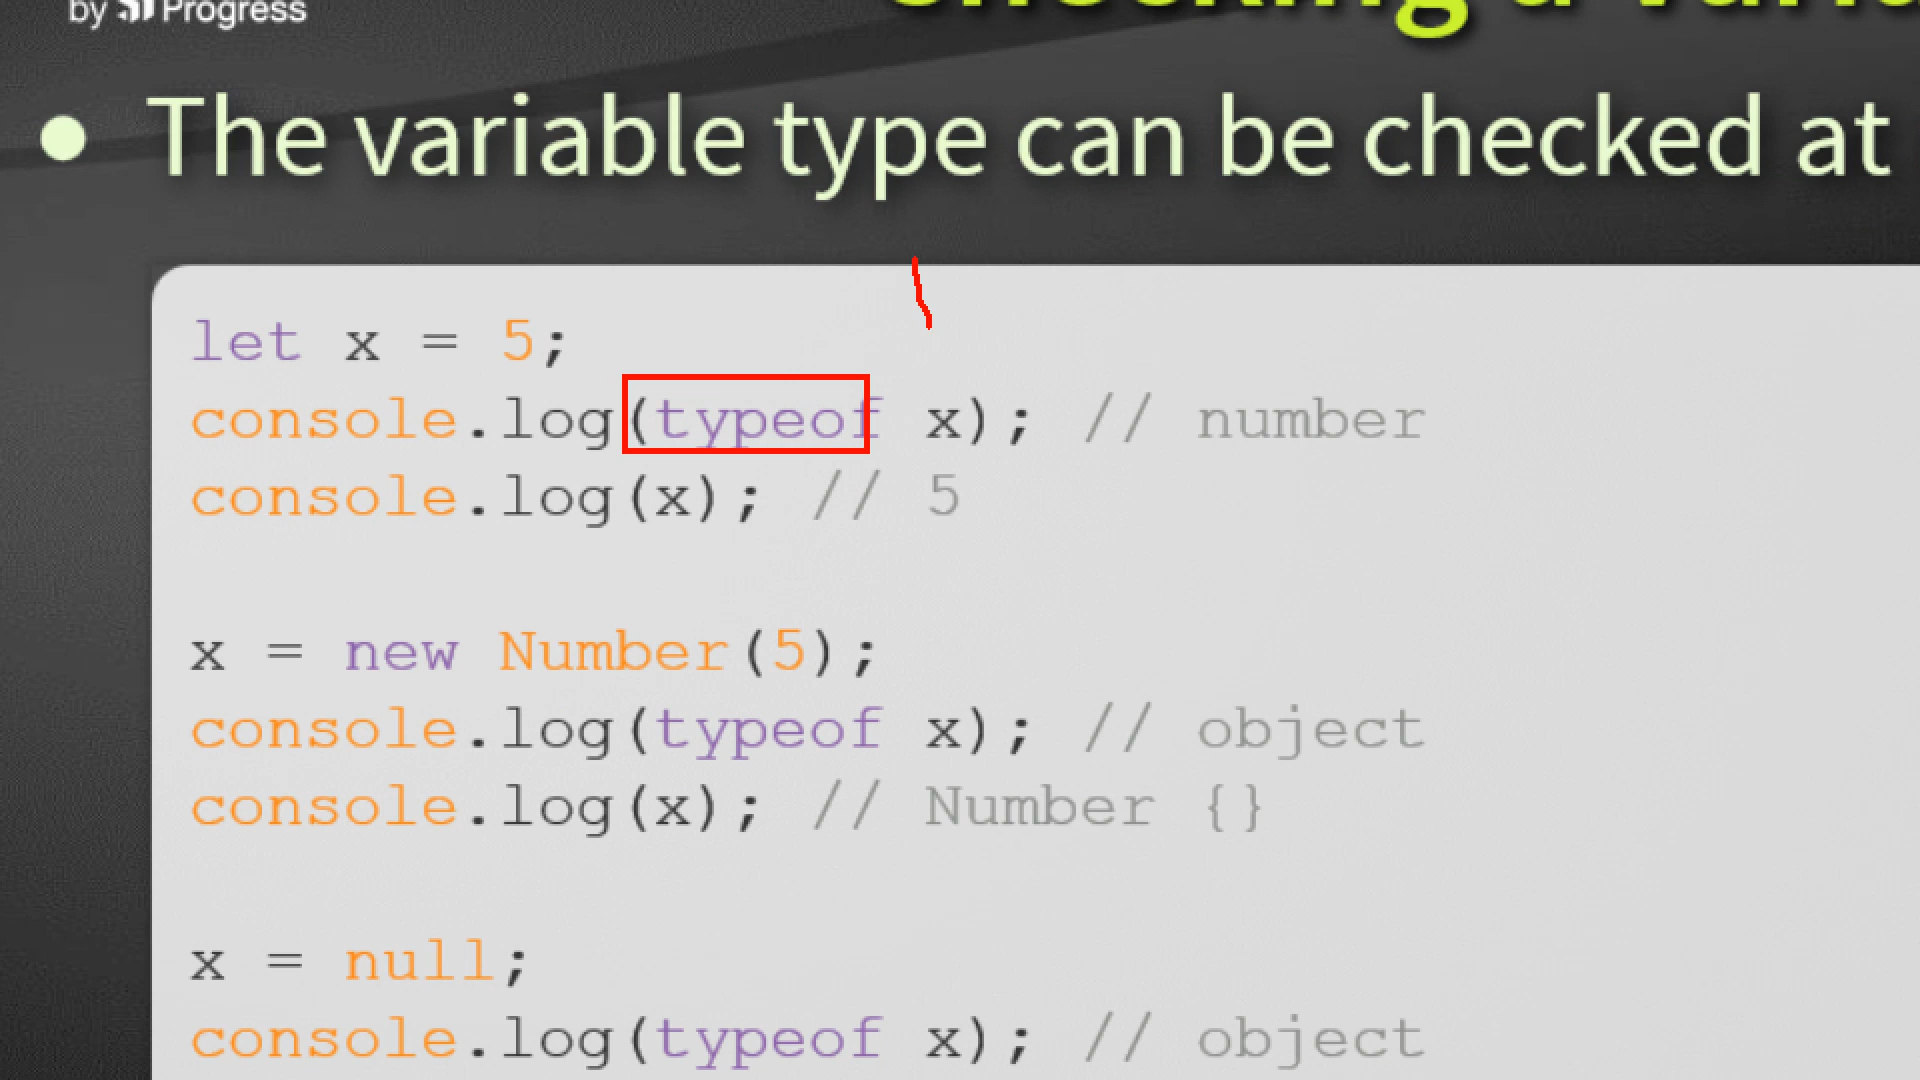 by Progress
The variable type can be checked at
let x = 5;
console.log(typeof x); // number
console.log(x); // 5
x = new Number(5);
console.log(typeof x); // object
console.log(x); // Number {}
x = null;
console.log(typeof x); // object